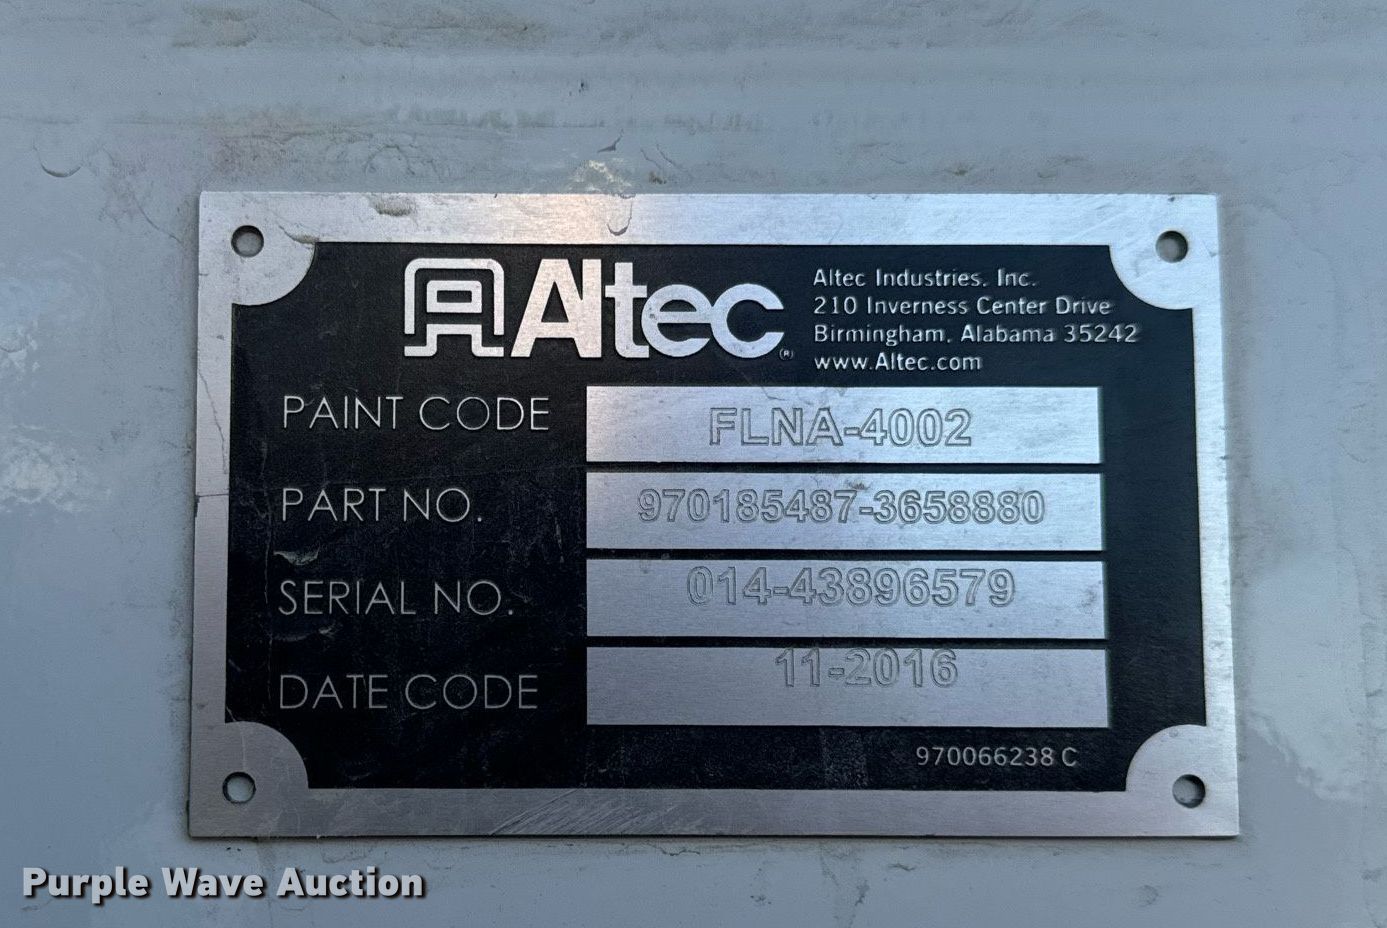 Altec®
Altec Industries, Inc.
210 Inverness Center Drive
Birmingham, Alabama 35242
www.Altec.com
PAINT CODE FLNA-4002
PART NO. 970185487-3658880
SERIAL NO. 014-43896579
DATE CODE 11-2016
970066238 C
Purple Wave Auction